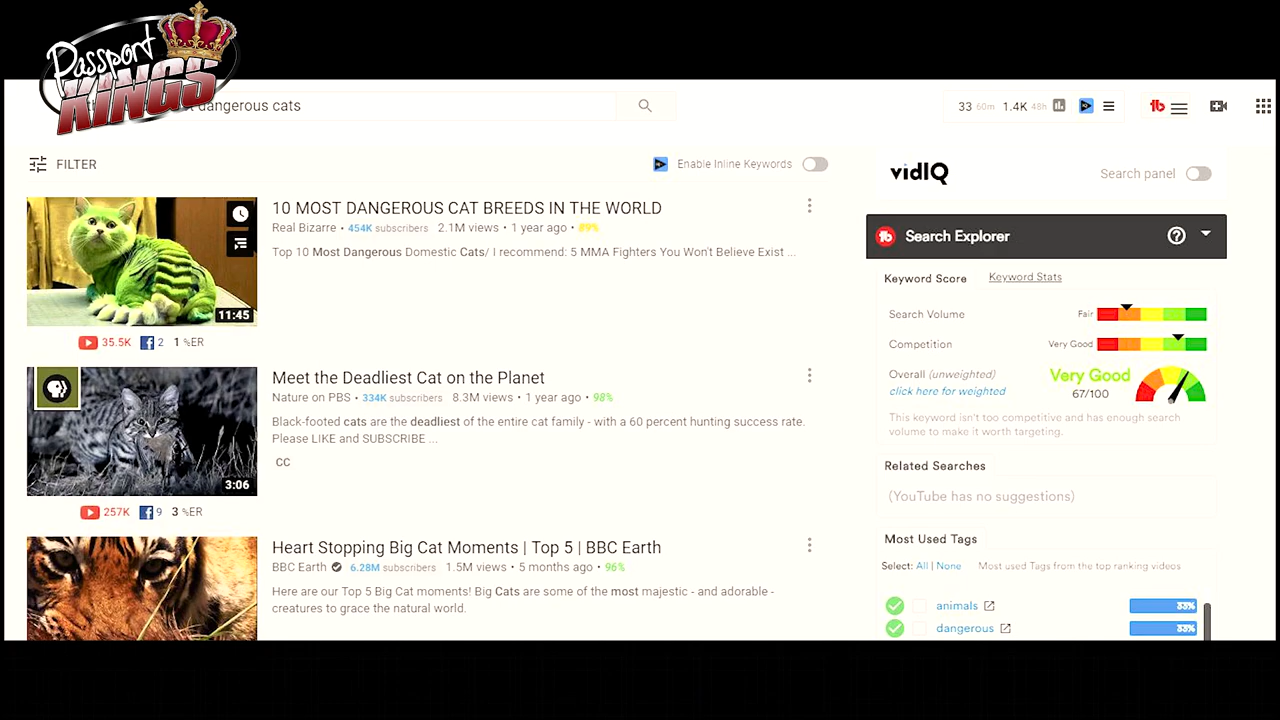 Passport
KINGS
dangerous cats
33 60m 1.4K 48h
FILTER
Enable Inline Keywords
vidIQ
Search panel
10 MOST DANGEROUS CAT BREEDS IN THE WORLD
Real Bizarre • 454K subscribers 2.1M views • 1 year ago • 89%
Top 10 Most Dangerous Domestic Cats/ I recommend: 5 MMA Fighters You Won't Believe Exist ...
11:45
35.5K 2 1 %ER
Search Explorer
Keyword Score Keyword Stats
Search Volume Fair
Competition Very Good
Overall (unweighted)
click here for weighted
Very Good
67/100
This keyword isn't too competitive and has enough search
volume to make it worth targeting.
Meet the Deadliest Cat on the Planet
Nature on PBS • 334K subscribers 8.3M views • 1 year ago • 98%
Black-footed cats are the deadliest of the entire cat family - with a 60 percent hunting success rate.
Please LIKE and SUBSCRIBE ...
CC
3:06
257K 9 3 %ER
Related Searches
(YouTube has no suggestions)
Heart Stopping Big Cat Moments | Top 5 | BBC Earth
BBC Earth 6.28M subscribers 1.5M views • 5 months ago • 96%
Here are our Top 5 Big Cat moments! Big Cats are some of the most majestic - and adorable -
creatures to grace the natural world.
Most Used Tags
Select: All | None Most used Tags from the top ranking videos
animals 33%
dangerous 33%